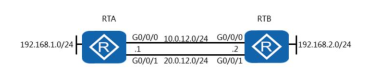 RTA RTB
192.168.1.0/24 G0/0/0 10.0.12.0/24 G0/0/0 192.168.2.0/24
.1 .2
G0/0/1 20.0.12.0/24 G0/0/1